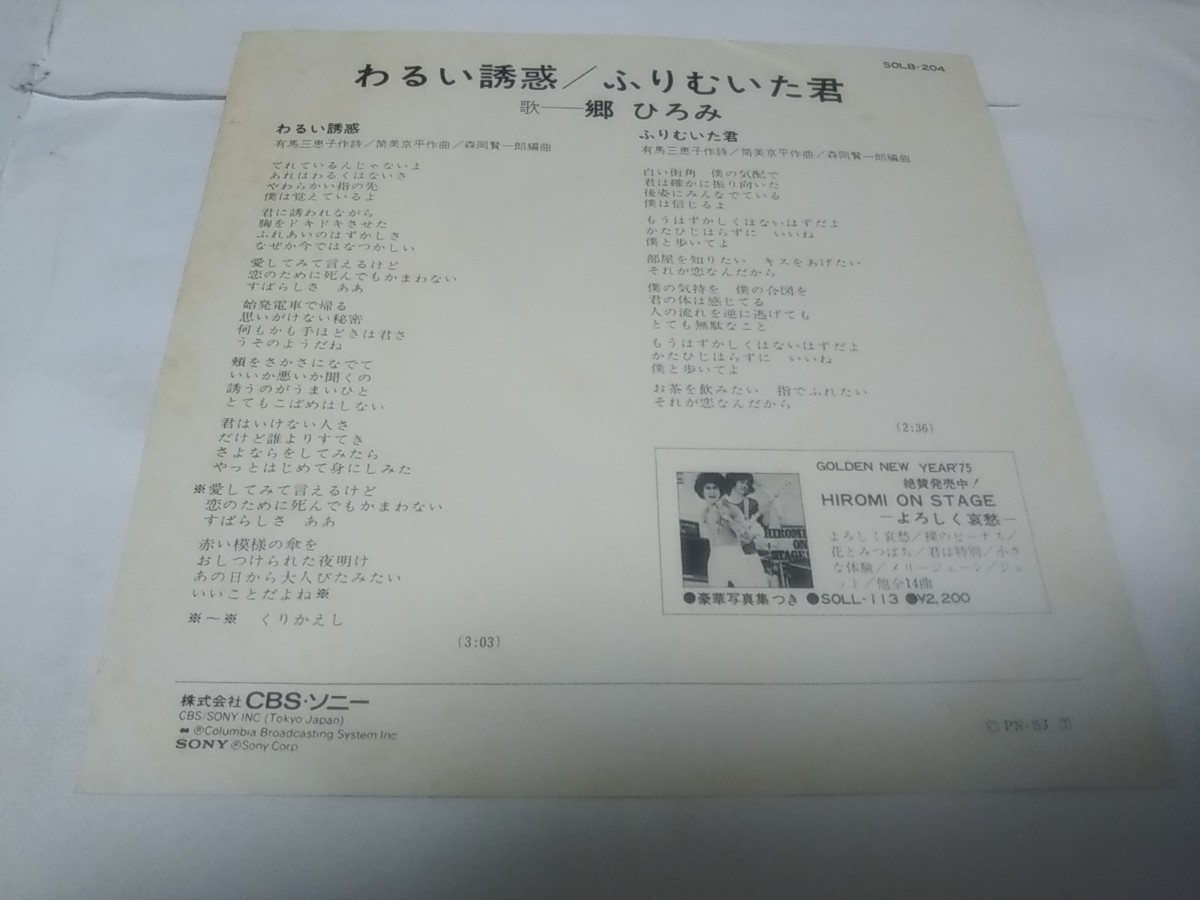 SOLB・204
わるい誘惑／ふりむいた君
歌──郷 ひろみ
わるい誘惑
有馬三恵子作詩／筒美京平作曲／森岡賢一郎編曲
てれているんじゃないよ
あれはわるくはないさ
やわらかい指の先
僕は覚えているよ
君に誘われながら
胸をドキドキさせた
ふれあいのはずかしさ
なぜか今ではなつかしい
愛してみて言えるけど
恋のために死んでもかまわない
すばらしさ　ああ
始発電車で帰る
思いがけない秘密
何もかも手ほどきは君さ
うそのようだね
頬をさかさになでて
いいか悪いか聞くの
誘うのがうまいひと
とてもこばめはしない
君はいけない人さ
だけど誰よりすてき
さよならをしてみたら
やっとはじめて身にしみた
※愛してみて言えるけど
恋のために死んでもかまわない
すばらしさ　ああ
赤い模様の傘を
おしつけられた夜明け
あの日から大人びたみたい
いいことだよね※
※〜※　くりかえし
(3:03)
ふりむいた君
有馬三恵子作詩／筒美京平作曲／森岡賢一郎編曲
白い街角　僕の気配で
君は確かに振り向いた
後姿にみんなでている
僕は信じるよ
もうはずかしくはないはずだよ
かたひじはらずに　いいね
僕と歩いてよ
部屋を知りたい　キスをあげたい
それが恋なんだから
僕の気持を　僕の合図を
君の体は感じてる
人の流れを逆に逃げても
とても無駄なこと
もうはずかしくはないはずだよ
かたひじはらずに　いいね
僕と歩いてよ
お茶を飲みたい　指でふれたい
それが恋なんだから
(2:36)
GOLDEN NEW YEAR'75
絶賛発売中！
HIROMI ON STAGE
―よろしく哀愁―
よろしく哀愁／裸のビーナス／
花とみつばち／君は特別／小さ
な体験／メリージェーン／シェ
ット／他全14曲
HIROMI
ON
STAGE!
●豪華写真集つき ●SOLL・113 ●¥2,200
株式会社 CBS・ソニー
CBS/SONY INC (Tokyo Japan)
ⓇColumbia Broadcasting System Inc
SONY ⓇSony Corp
Ⓒ PN・SJ Ⓣ